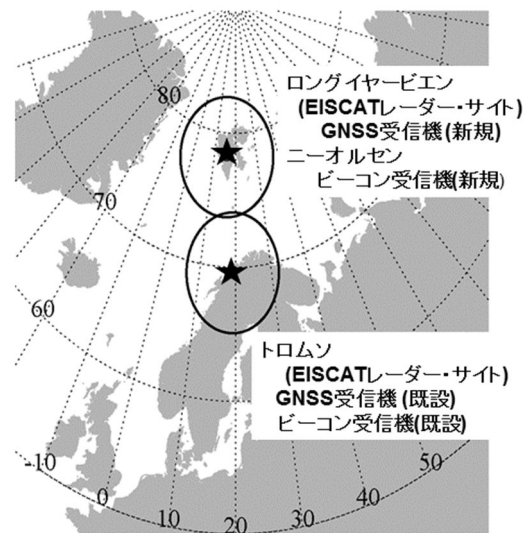 80
ロングイヤービエン
(EISCATレーダー・サイト)
GNSS受信機(新規)
ニーオルセン
ビーコン受信機(新規)
70
60
トロムソ
(EISCATレーダー・サイト)
GNSS受信機 (既設)
ビーコン受信機(既設)
-10
0
10
20
30
40
50